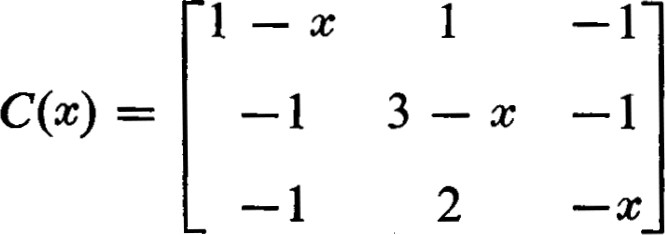 1 − x 1 −1
C(x) = −1 3 − x −1
−1 2 −x